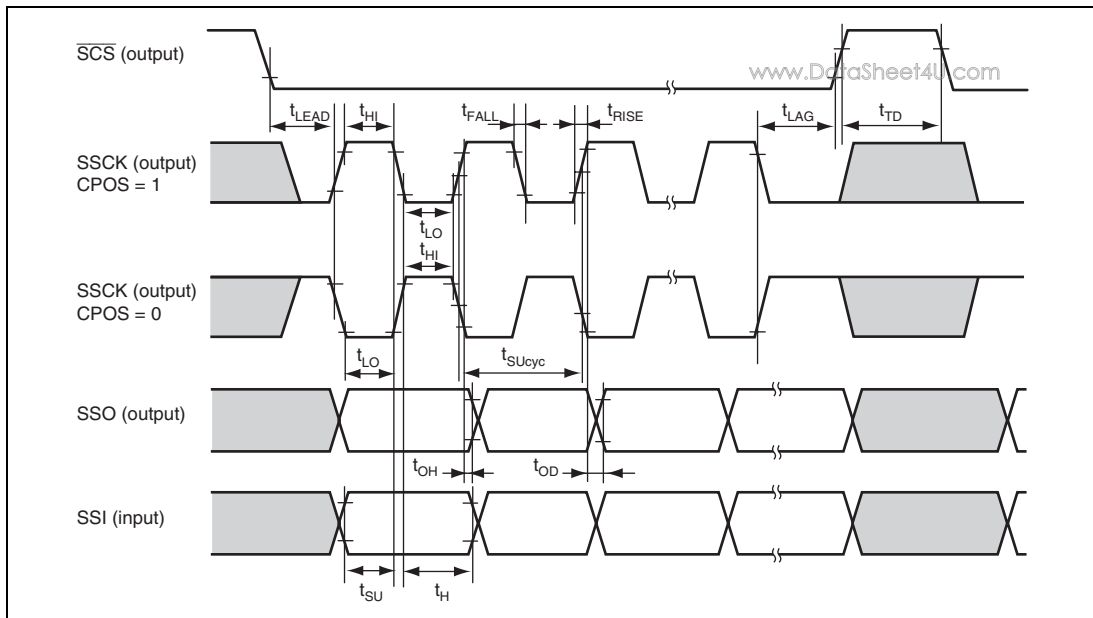 SCS (output)
www.DataSheet4U.com
tLEAD tHI tFALL tRISE tLAG tTD
SSCK (output)
CPOS = 1
tLO
tHI
SSCK (output)
CPOS = 0
tLO tSUcyc
SSO (output)
tOH tOD
SSI (input)
tSU tH